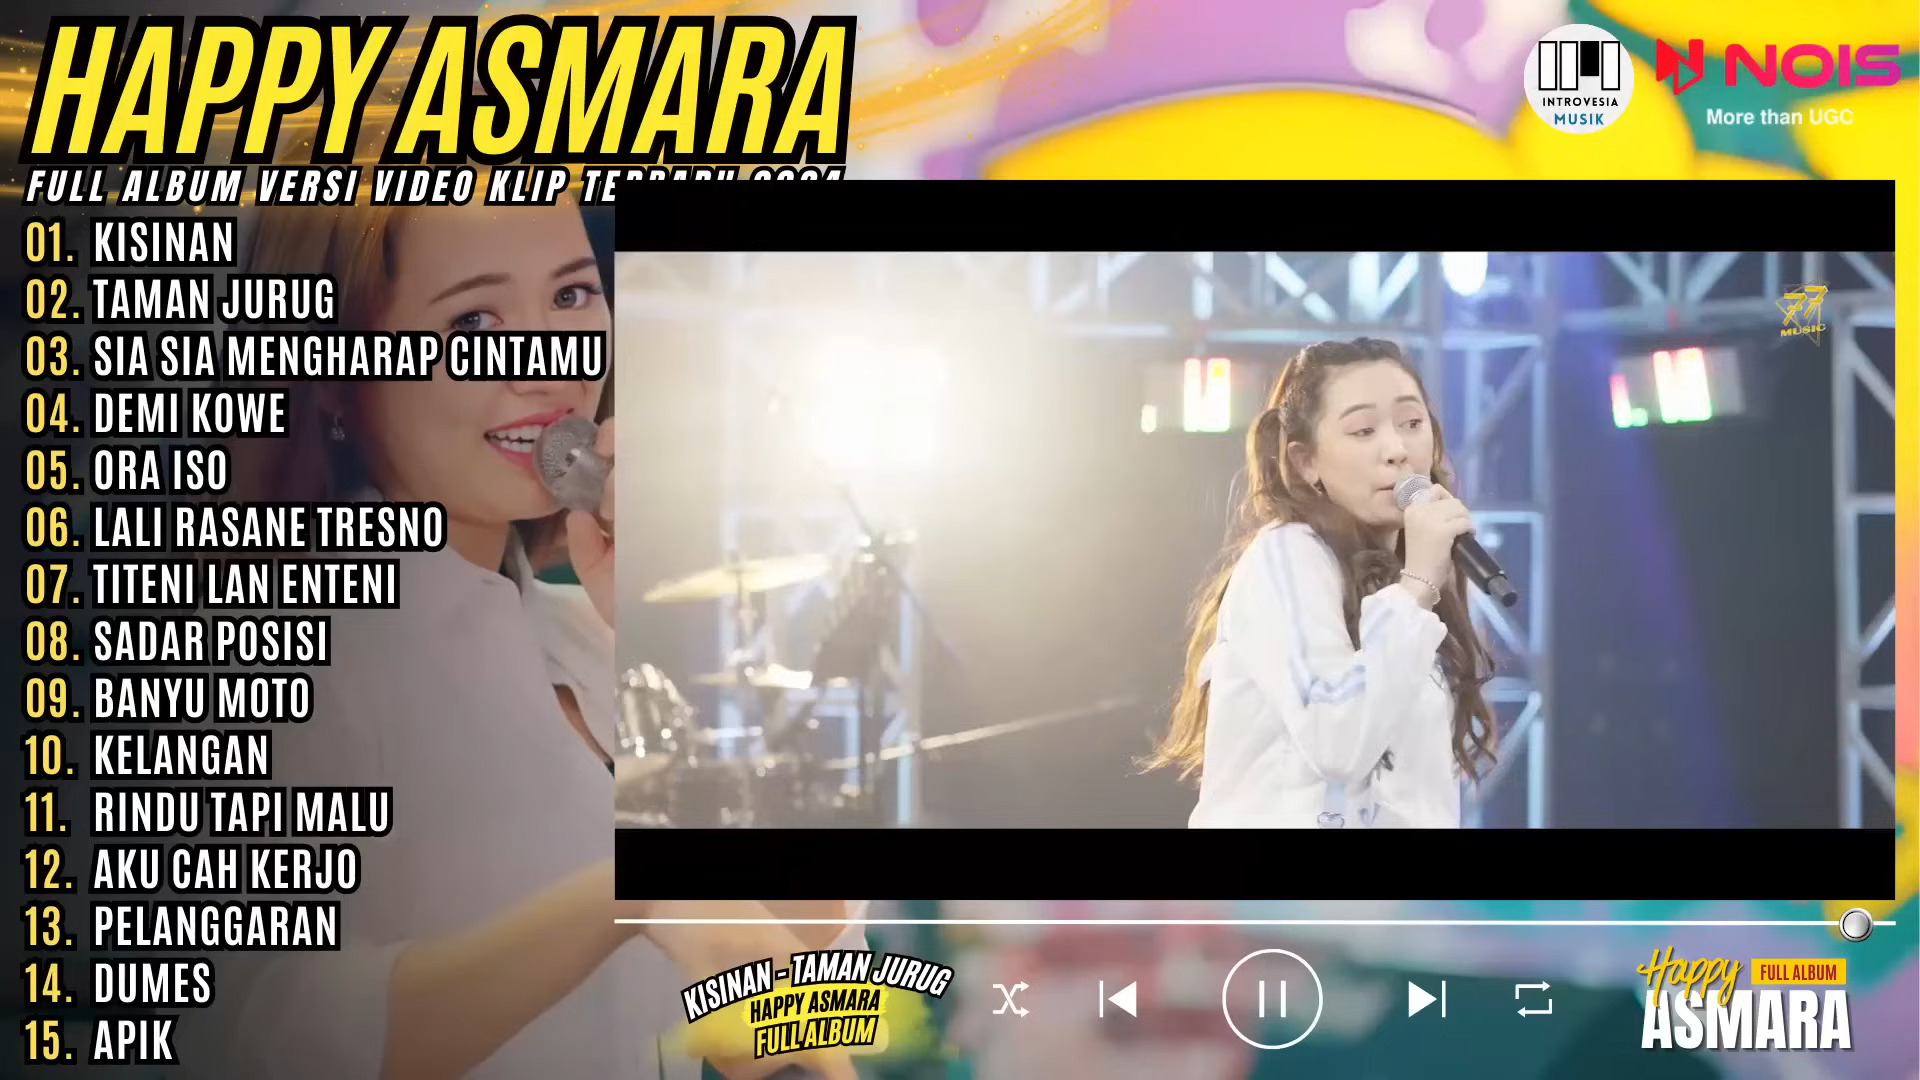 HAPPY ASMARA
FULL ALBUM VERSI VIDEO KLIP
01. KISINAN
02. TAMAN JURUG
03. SIA SIA MENGHARAP CINTAMU
04. DEMI KOWE
05. ORA ISO
06. LALI RASANE TRESNO
07. TITENI LAN ENTENI
08. SADAR POSISI
09. BANYU MOTO
10. KELANGAN
11. RINDU TAPI MALU
12. AKU CAH KERJO
13. PELANGGARAN
14. DUMES
15. APIK
INTROVESIA
MUSIK
NOIS
More than UGC
77
MUSIC
KISINAN - TAMAN JURUG
HAPPY ASMARA
FULL ALBUM
Happy FULL ALBUM
ASMARA